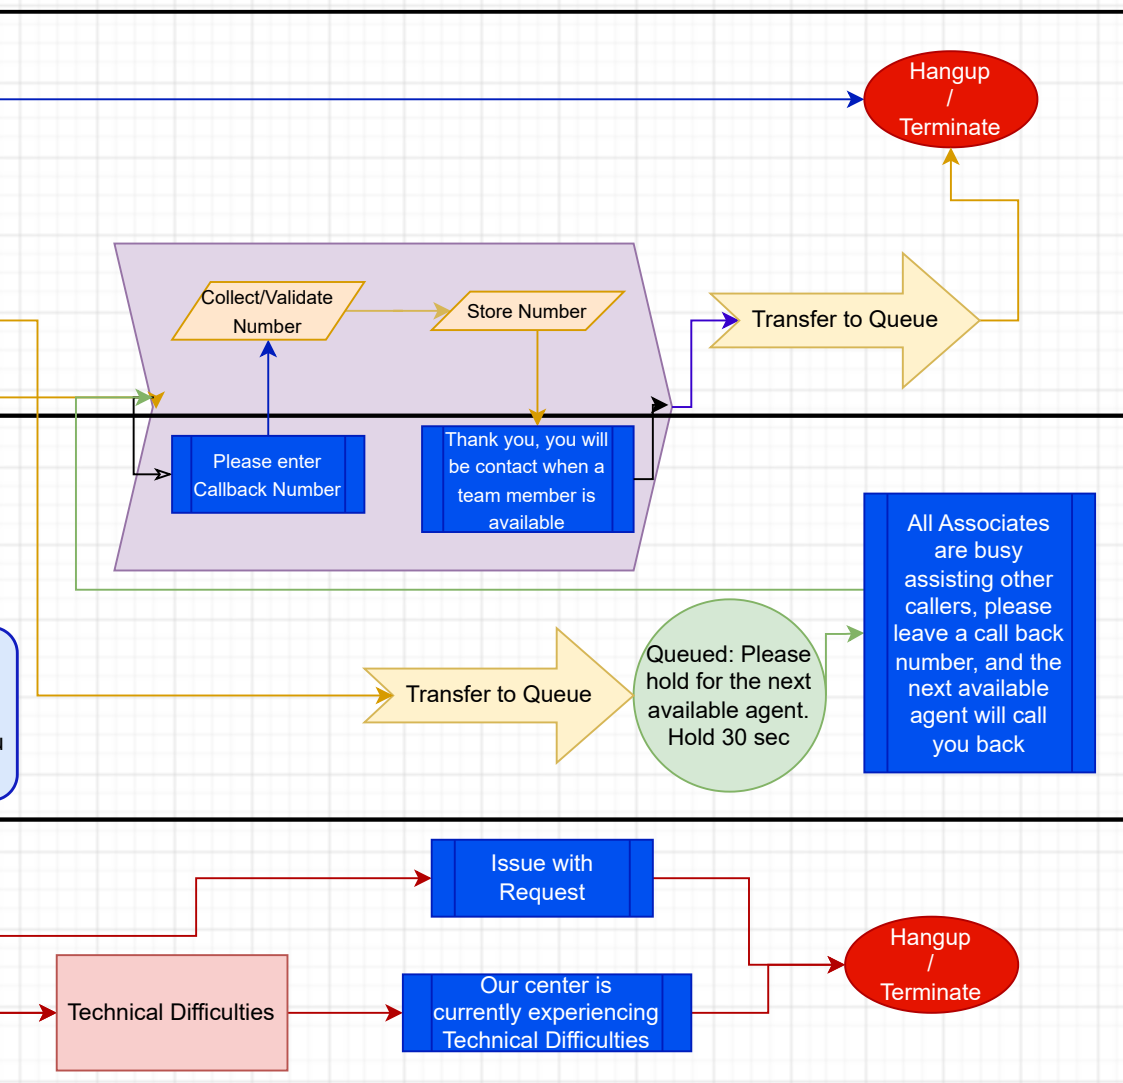 Hangup
/
Terminate
Collect/Validate
Number
Store Number
Transfer to Queue
Please enter
Callback Number
Thank you, you will
be contact when a
team member is
available
All Associates
are busy
assisting other
callers, please
leave a call back
number, and the
next available
agent will call
you back
Transfer to Queue
Queued: Please
hold for the next
available agent.
Hold 30 sec
Issue with
Request
Hangup
/
Terminate
Technical Difficulties
Our center is
currently experiencing
Technical Difficulties